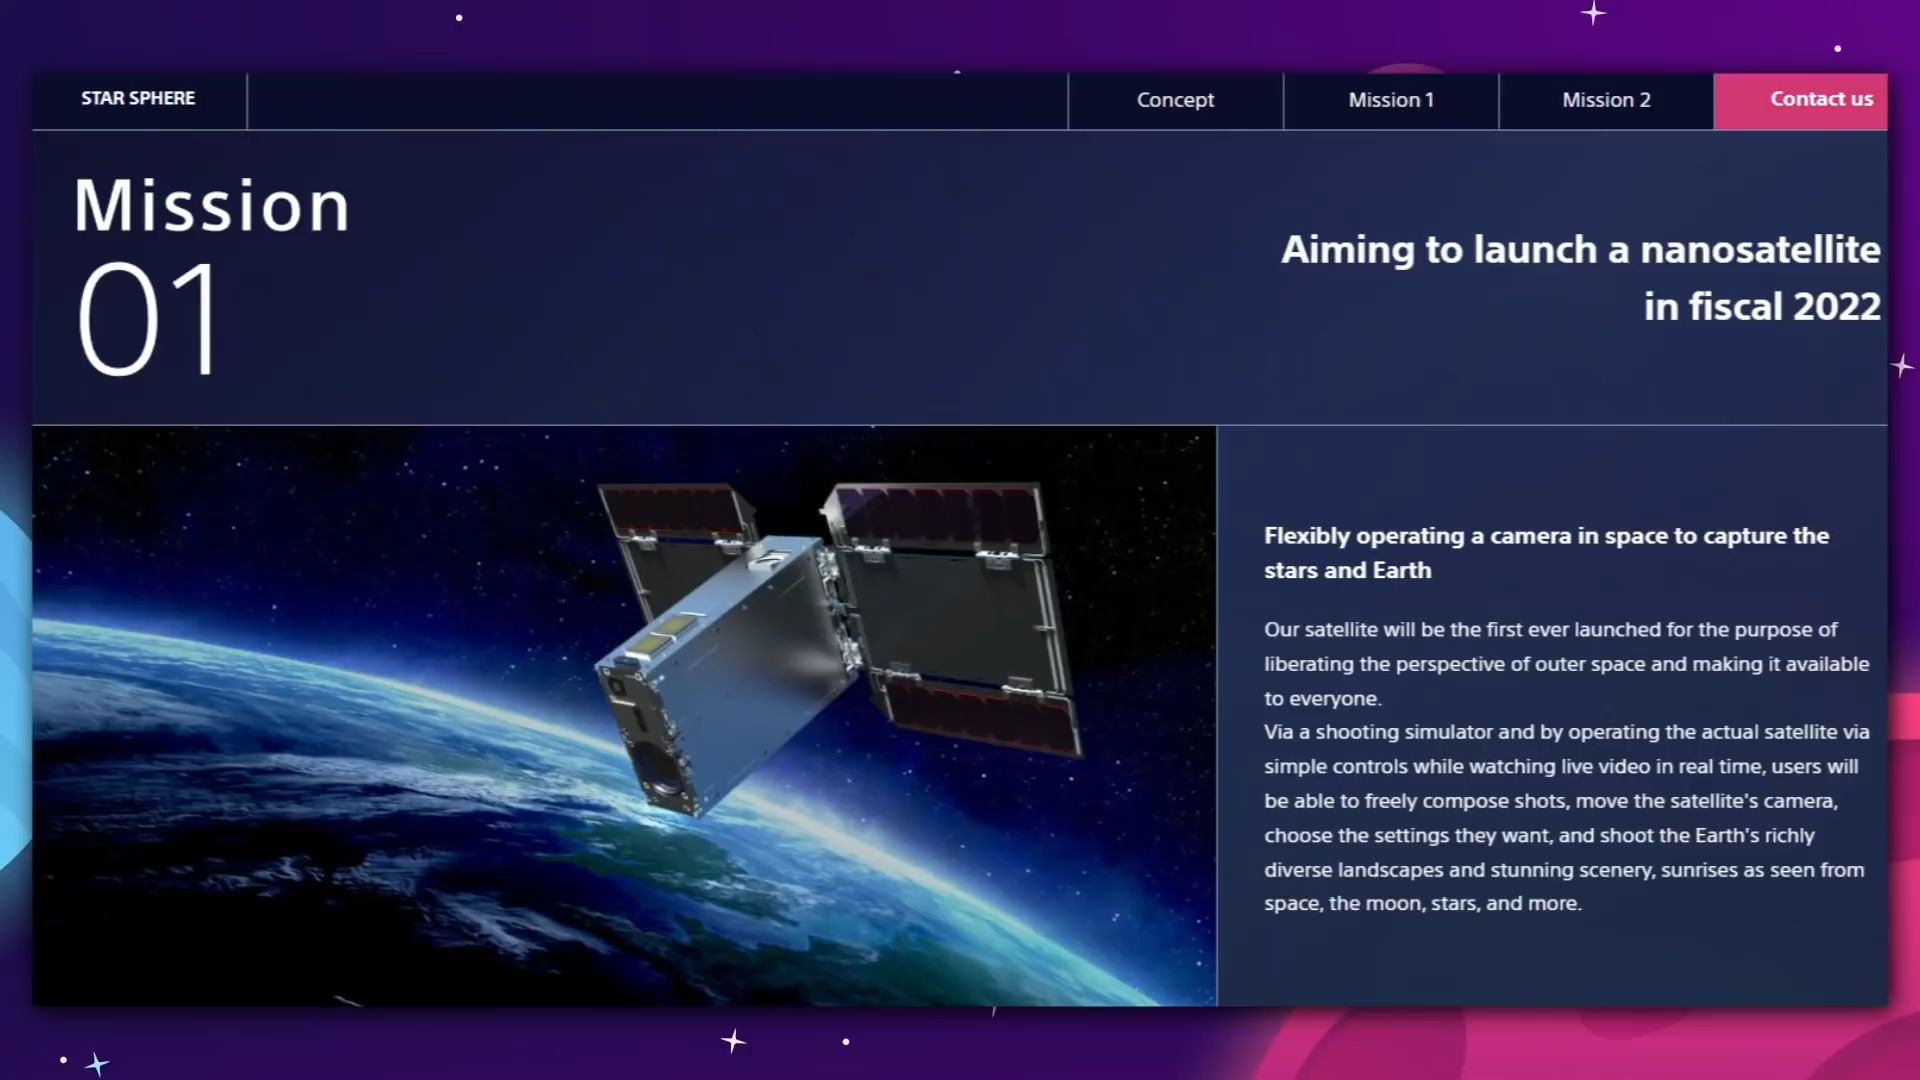 STAR SPHERE
Concept
Mission 1
Mission 2
Contact us
Mission
01
Aiming to launch a nanosatellite
in fiscal 2022
Flexibly operating a camera in space to capture the
stars and Earth
Our satellite will be the first ever launched for the purpose of
liberating the perspective of outer space and making it available
to everyone.
Via a shooting simulator and by operating the actual satellite via
simple controls while watching live video in real time, users will
be able to freely compose shots, move the satellite's camera,
choose the settings they want, and shoot the Earth's richly
diverse landscapes and stunning scenery, sunrises as seen from
space, the moon, stars, and more.